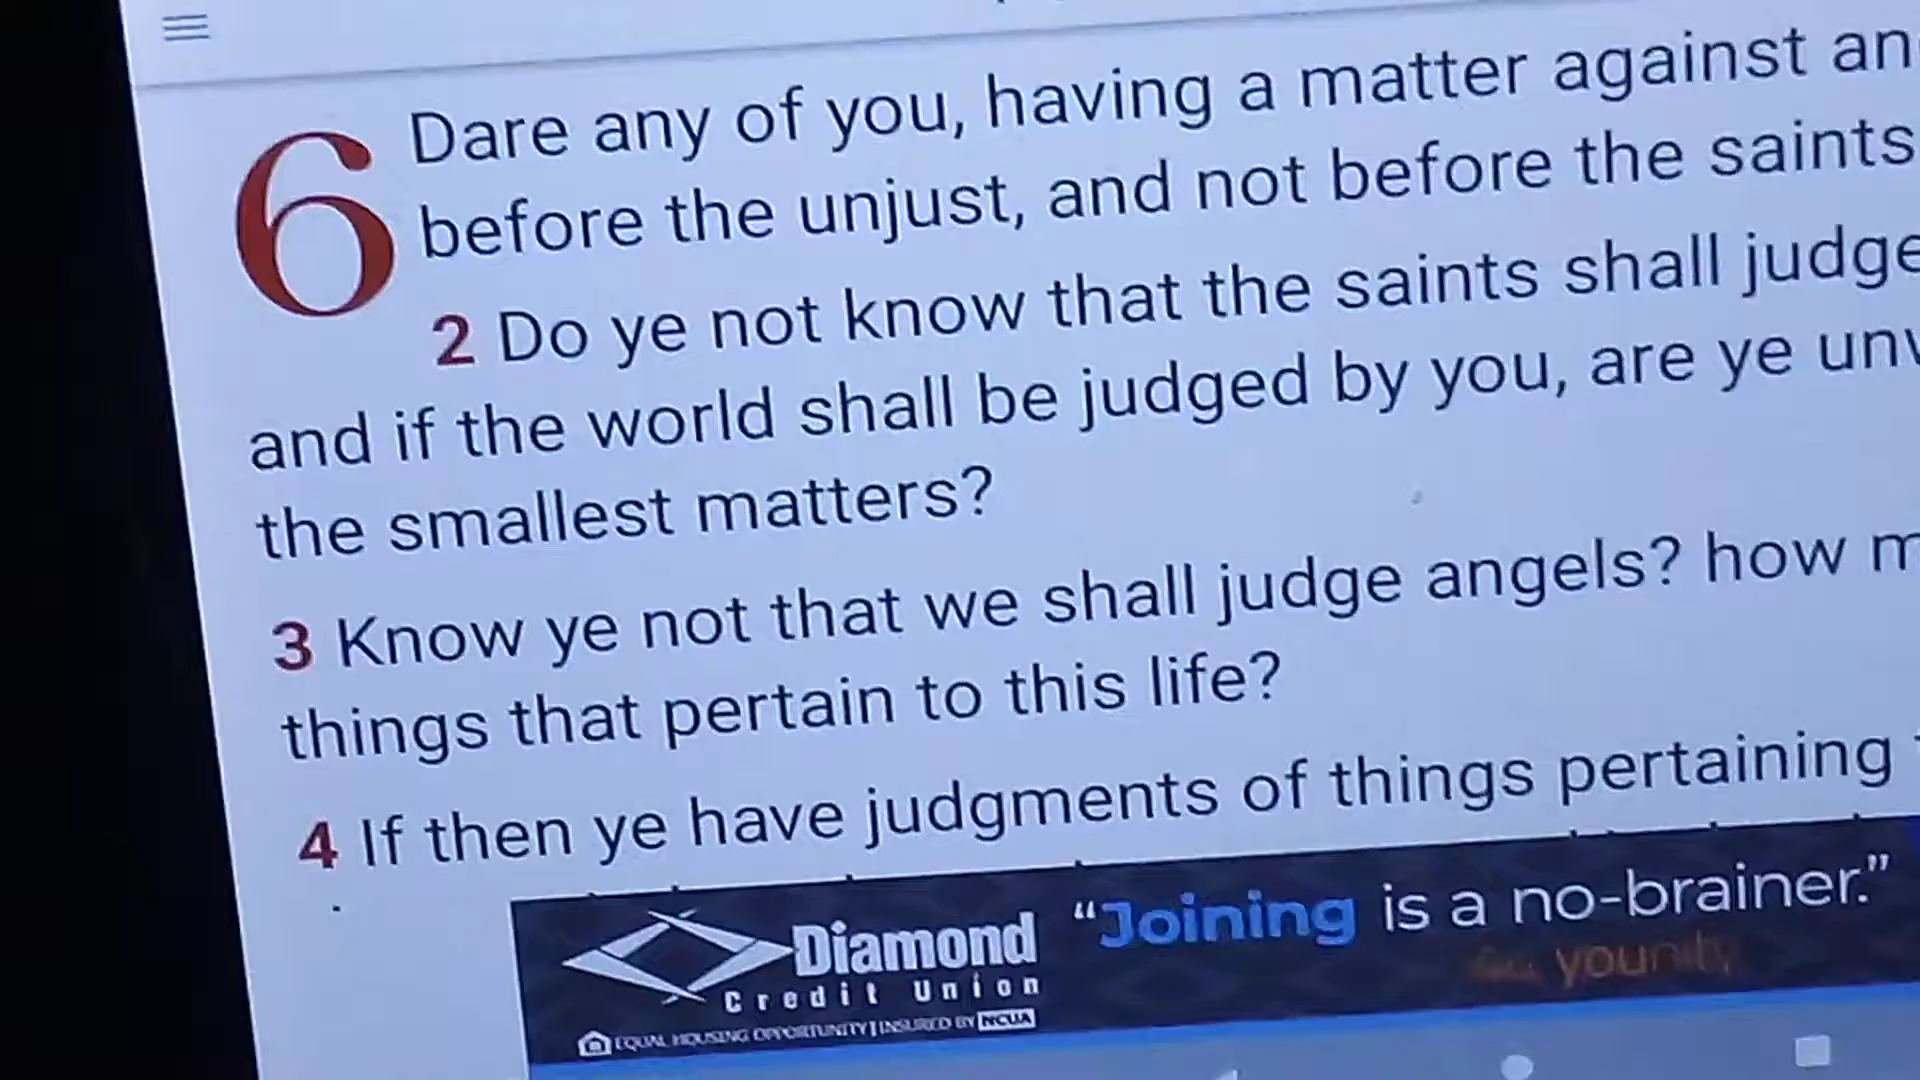 6 Dare any of you, having a matter against an
before the unjust, and not before the saints
2 Do ye not know that the saints shall judge
and if the world shall be judged by you, are ye
the smallest matters?
3 Know ye not that we shall judge angels? how
things that pertain to this life?
4 If then ye have judgments of things pertaining
Diamond
Credit Union
EQUAL HOUSING OPPORTUNITY | INSURED BY NCUA
“Joining is a no-brainer.”
younity